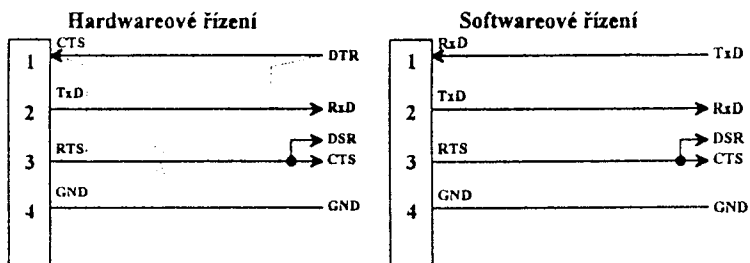 Hardwareové řízení
CTS
1
DTR
TxD
2
RxD
DSR
RTS
3
CTS
GND
4
GND
Softwareové řízení
RxD
1
TxD
TxD
2
RxD
DSR
RTS
3
CTS
GND
4
GND